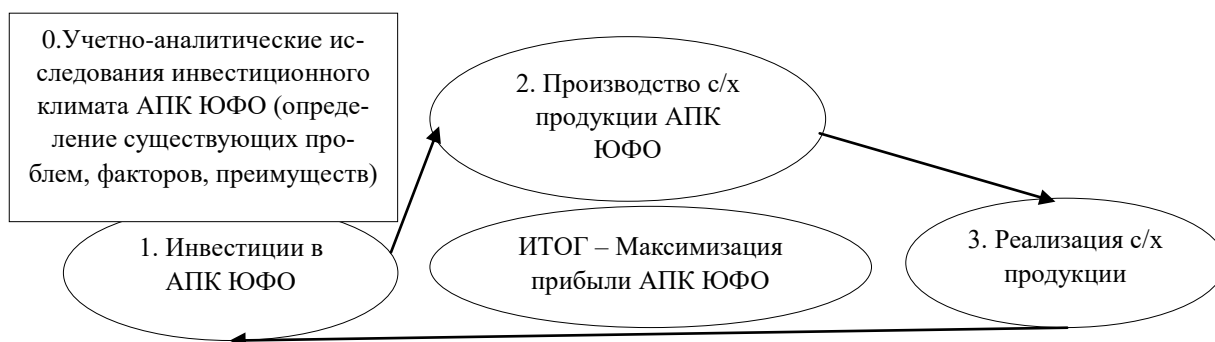 0.Учетно-аналитические ис-
следования инвестиционного
климата АПК ЮФО (опреде-
ление существующих про-
блем, факторов, преимуществ)
2. Производство с/х
продукции АПК
ЮФО
1. Инвестиции в
АПК ЮФО
ИТОГ – Максимизация
прибыли АПК ЮФО
3. Реализация с/х
продукции